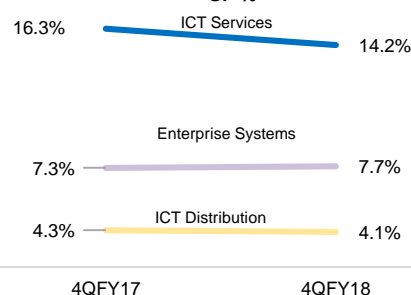 16.3%
ICT Services
14.2%
Enterprise Systems
7.3%
7.7%
ICT Distribution
4.3%
4.1%
4QFY17
4QFY18